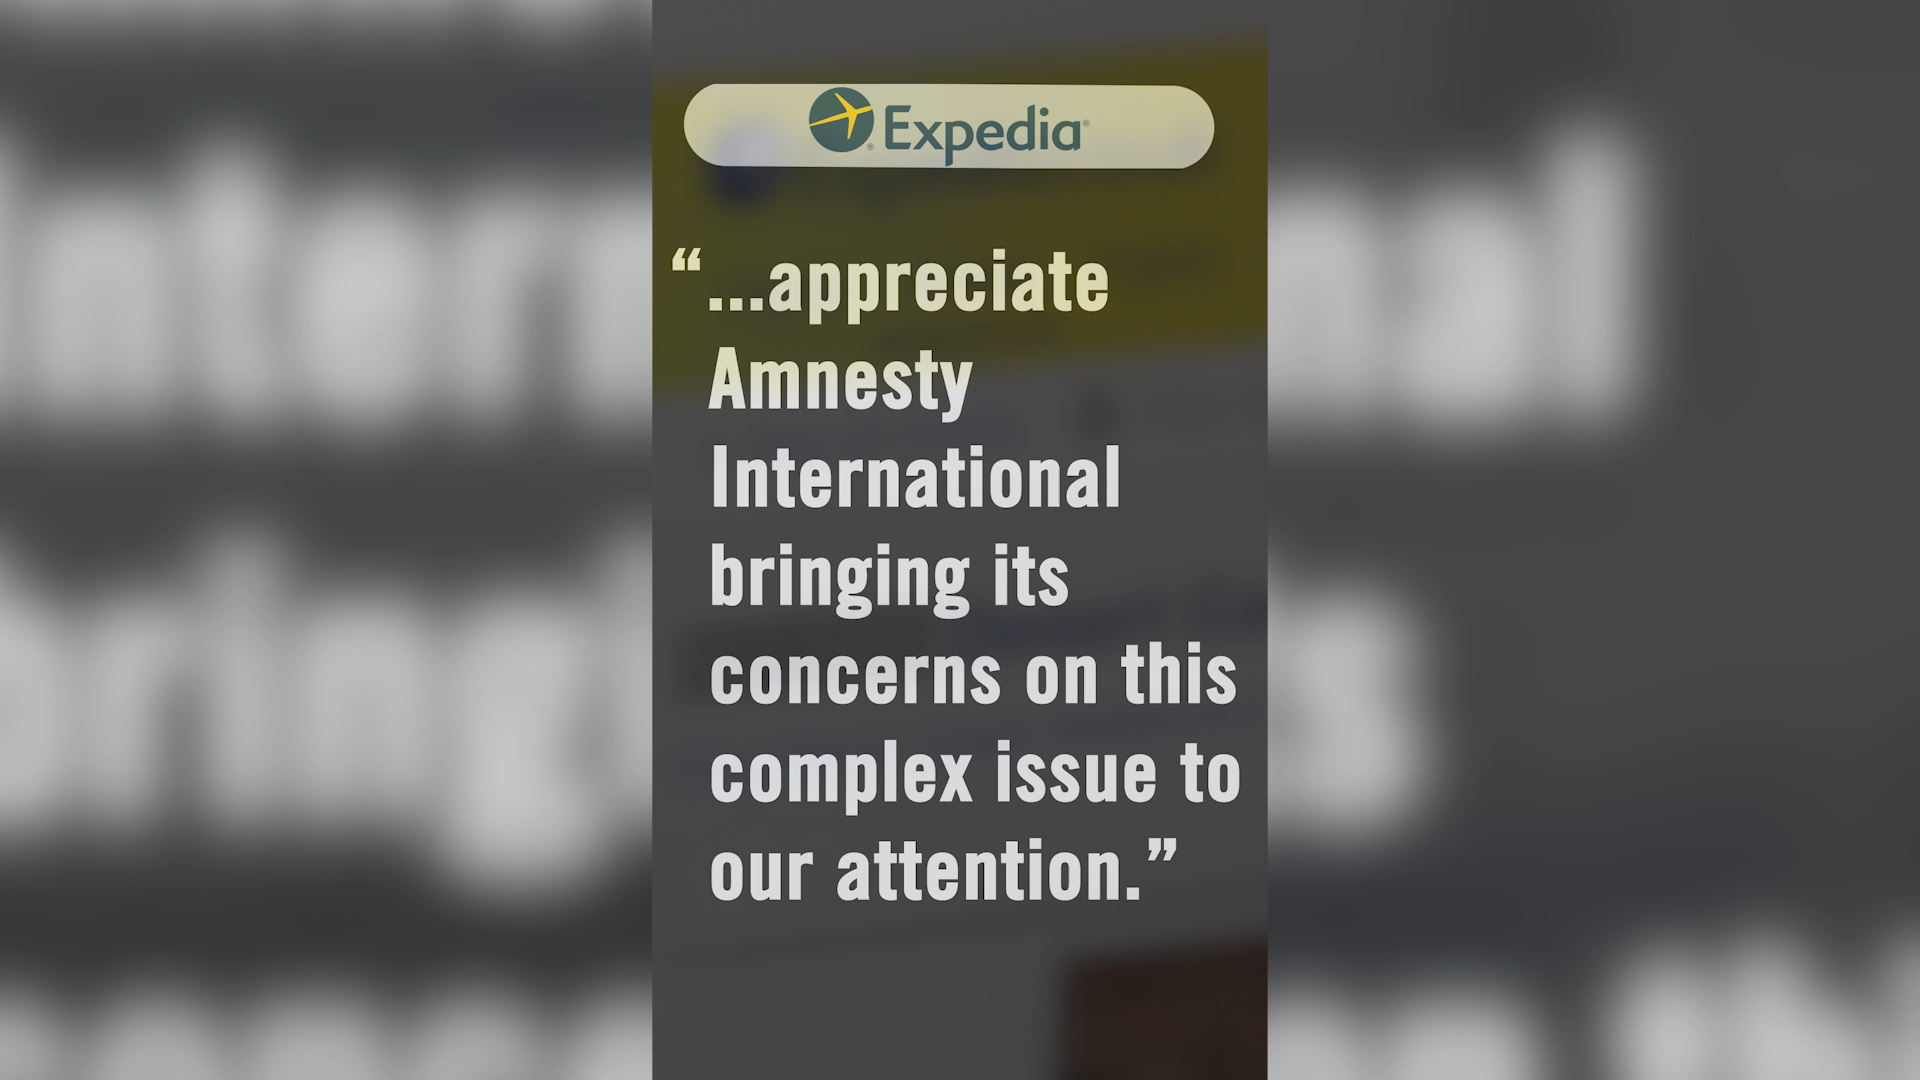 Expedia®
“...appreciate
Amnesty
International
bringing its
concerns on this
complex issue to
our attention.”